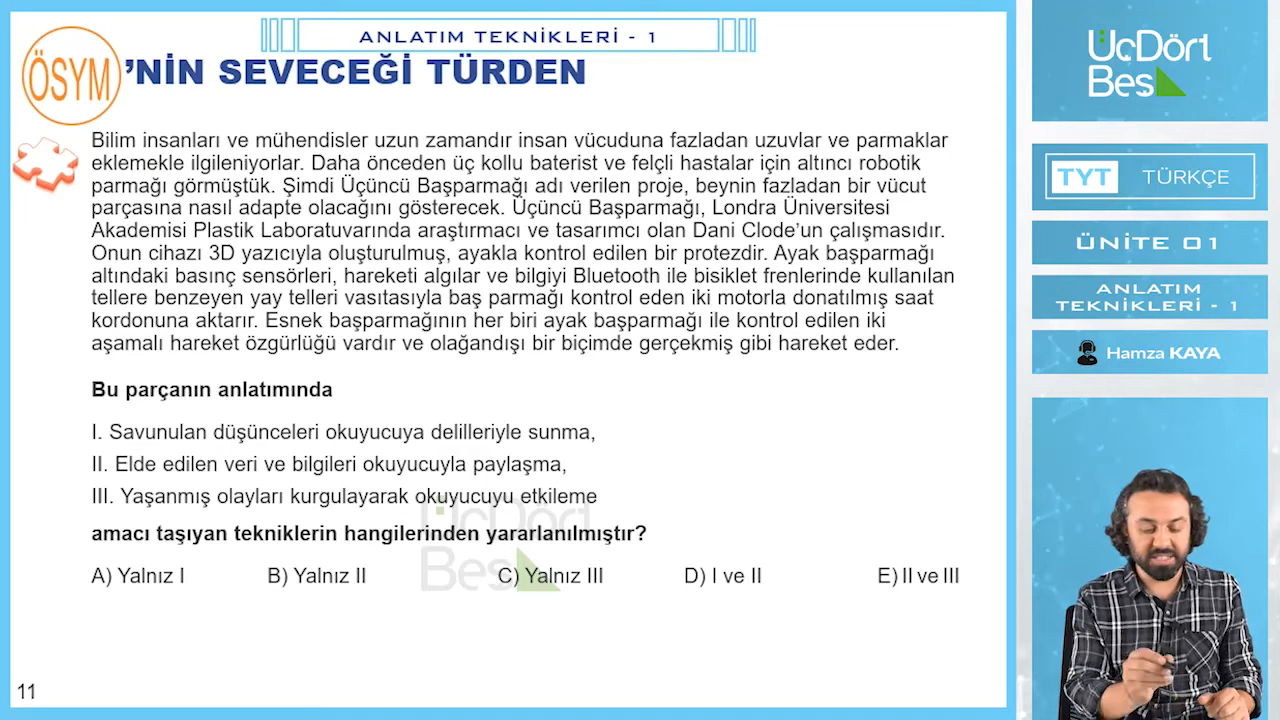 ANLATIM TEKNİKLERİ - 1
ÖSYM'NİN SEVECEĞİ TÜRDEN
Bilim insanları ve mühendisler uzun zamandır insan vücuduna fazladan uzuvlar ve parmaklar
eklemekle ilgileniyorlar. Daha önceden üç kollu baterist ve felçli hastalar için altıncı robotik
parmağı görmüştük. Şimdi Üçüncü Başparmağı adı verilen proje, beynin fazladan bir vücut
parçasına nasıl adapte olacağını gösterecek. Üçüncü Başparmağı, Londra Üniversitesi
Akademisi Plastik Laboratuvarında araştırmacı ve tasarımcı olan Dani Clode'un çalışmasıdır.
Onun cihazı 3D yazıcıyla oluşturulmuş, ayakla kontrol edilen bir protezdir. Ayak başparmağı
altındaki basınç sensörleri, hareketi algılar ve bilgiyi Bluetooth ile bisiklet frenlerinde kullanılan
tellere benzeyen yay telleri vasıtasıyla baş parmağı kontrol eden iki motorla donatılmış saat
kordonuna aktarır. Esnek başparmağının her biri ayak başparmağı ile kontrol edilen iki
aşamalı hareket özgürlüğü vardır ve olağandışı bir biçimde gerçekmiş gibi hareket eder.
Bu parçanın anlatımında
I. Savunulan düşünceleri okuyucuya delilleriyle sunma,
II. Elde edilen veri ve bilgileri okuyucuyla paylaşma,
III. Yaşanmış olayları kurgulayarak okuyucuyu etkileme
amacı taşıyan tekniklerin hangilerinden yararlanılmıştır?
A) Yalnız I B) Yalnız II C) Yalnız III D) I ve II E) II ve III
ÜçDört
Beş
11
ÜçDört
Beş
TYT TÜRKÇE
ÜNİTE 01
ANLATIM
TEKNİKLERİ - 1
Hamza KAYA